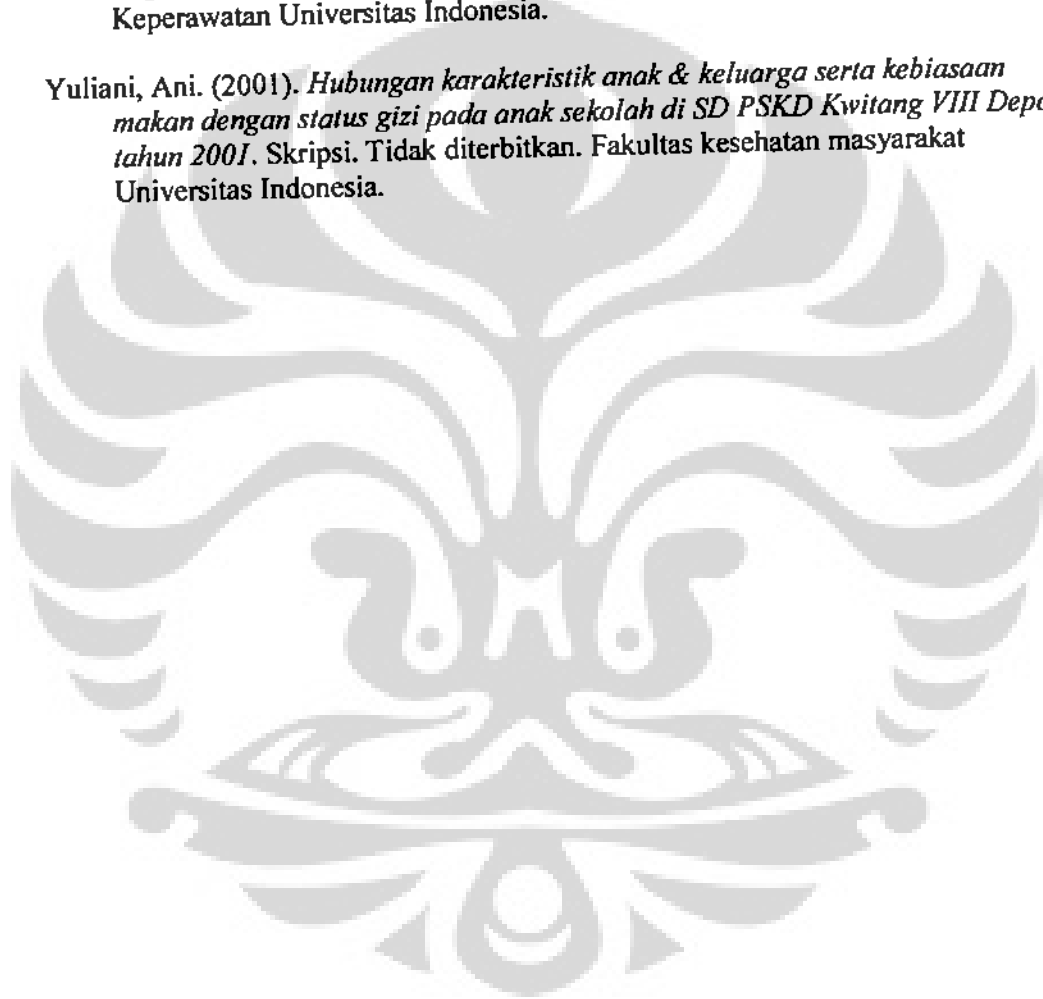 Keperawatan Universitas Indonesia.
Yuliani, Ani. (2001). Hubungan karakteristik anak & keluarga serta kebiasaan
makan dengan status gizi pada anak sekolah di SD PSKD Kwitang VIII Depo
tahun 2001. Skripsi. Tidak diterbitkan. Fakultas kesehatan masyarakat
Universitas Indonesia.